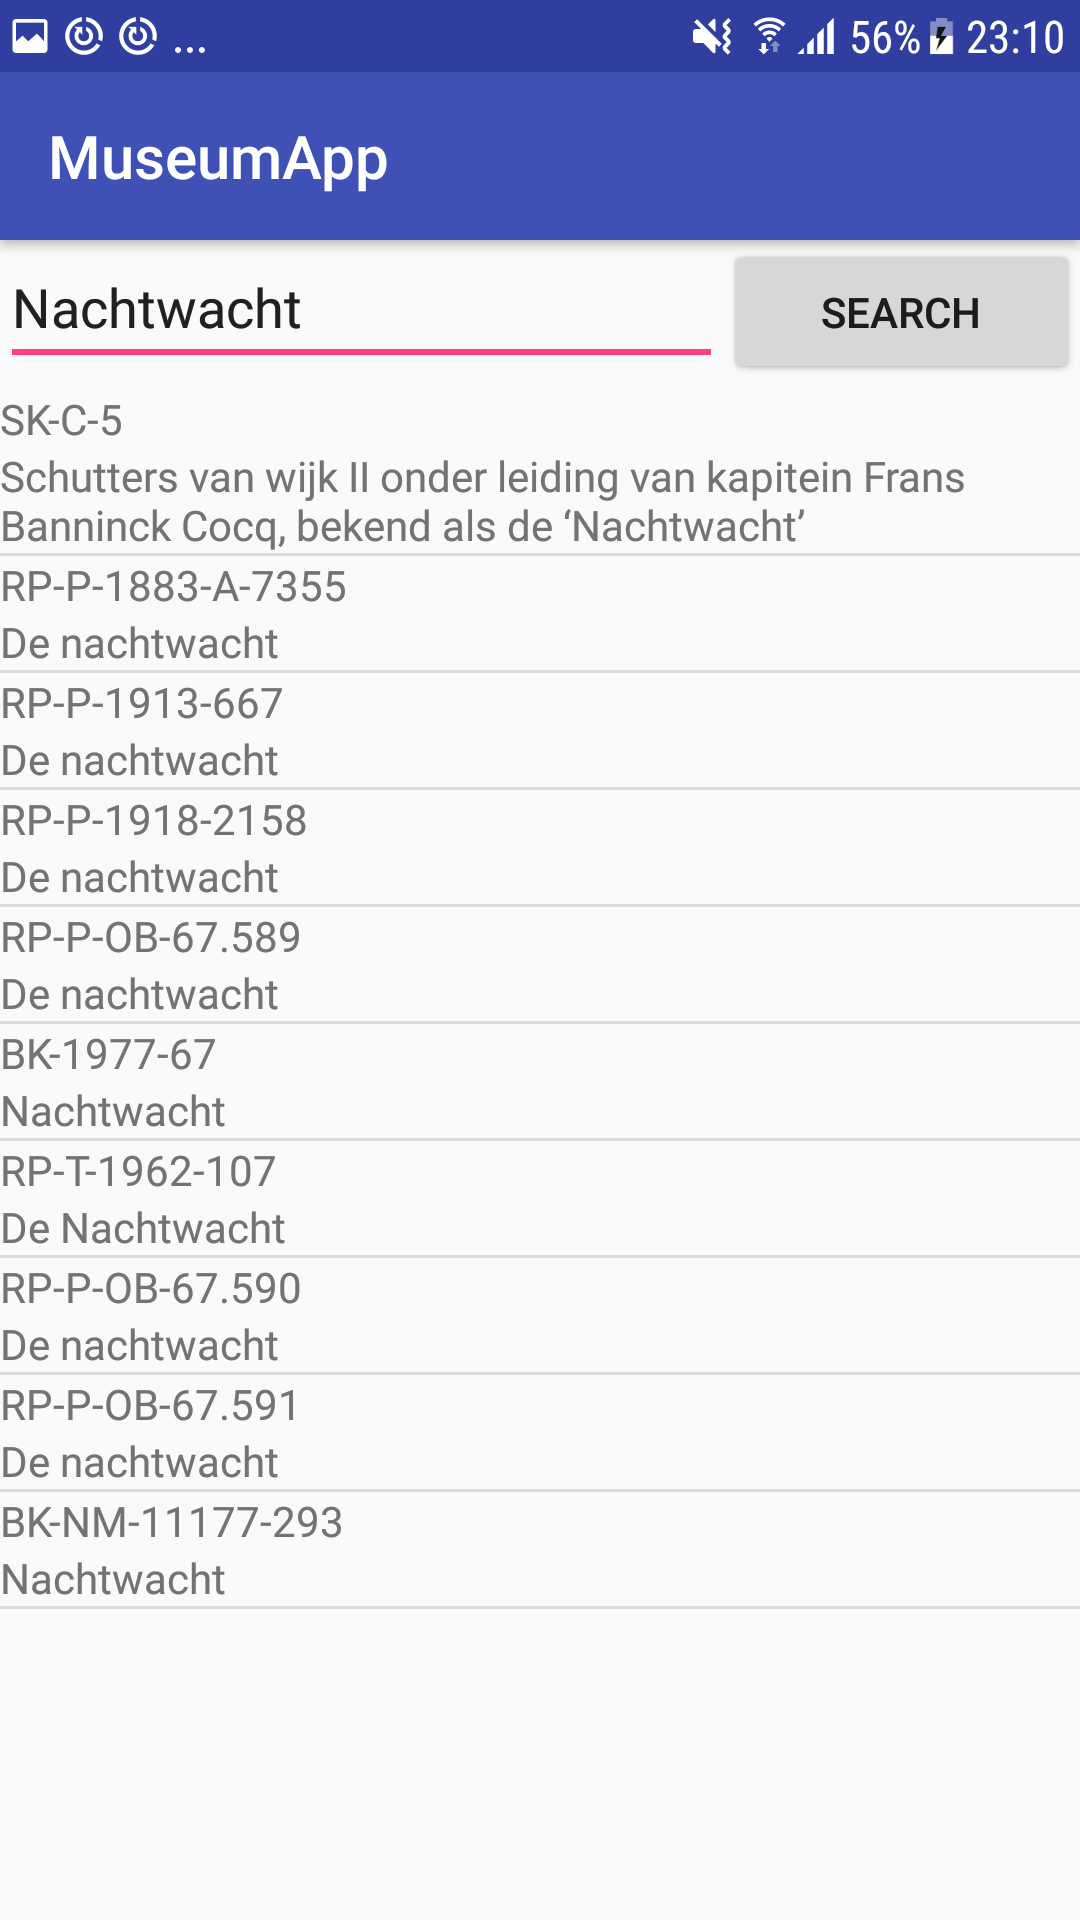 ... 56% 23:10
MuseumApp
Nachtwacht SEARCH
SK-C-5
Schutters van wijk II onder leiding van kapitein Frans
Banninck Cocq, bekend als de ‘Nachtwacht’
RP-P-1883-A-7355
De nachtwacht
RP-P-1913-667
De nachtwacht
RP-P-1918-2158
De nachtwacht
RP-P-OB-67.589
De nachtwacht
BK-1977-67
Nachtwacht
RP-T-1962-107
De Nachtwacht
RP-P-OB-67.590
De nachtwacht
RP-P-OB-67.591
De nachtwacht
BK-NM-11177-293
Nachtwacht